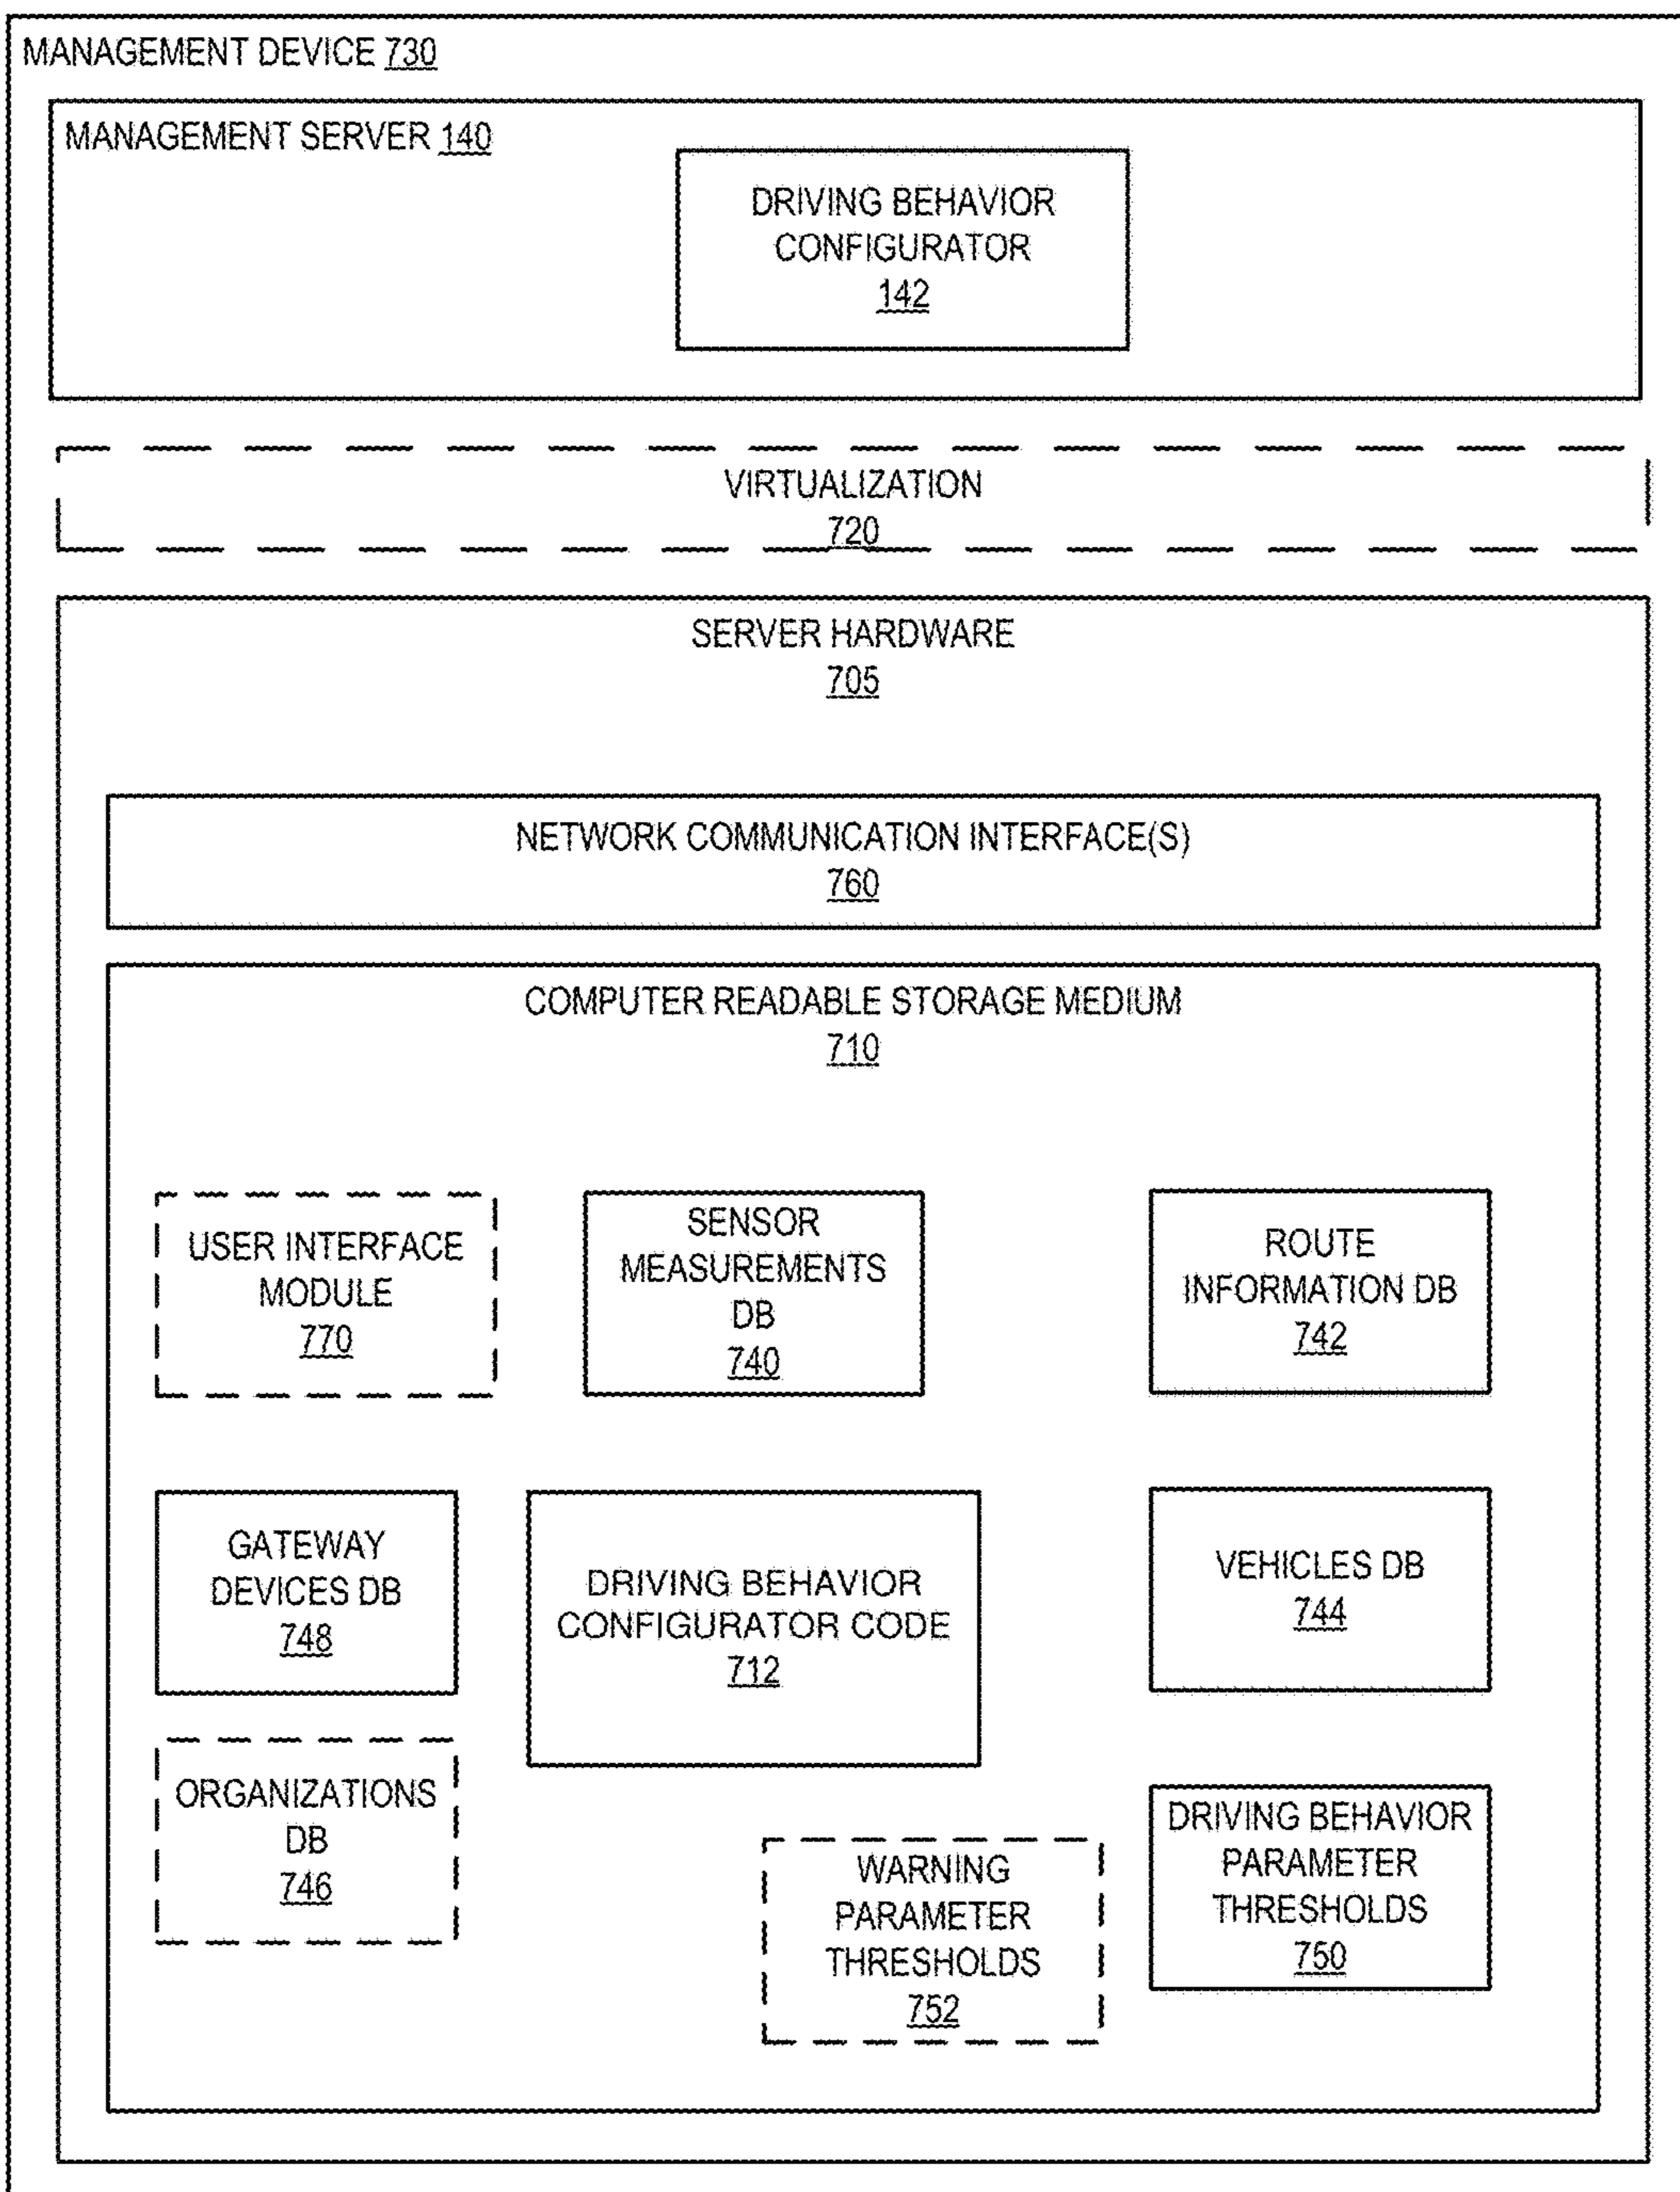 MANAGEMENT DEVICE 730
MANAGEMENT SERVER 140
DRIVING BEHAVIOR
CONFIGURATOR
142
VIRTUALIZATION
720
SERVER HARDWARE
705
NETWORK COMMUNICATION INTERFACE(S)
760
COMPUTER READABLE STORAGE MEDIUM
710
USER INTERFACE
MODULE
770
SENSOR
MEASUREMENTS
DB
740
ROUTE
INFORMATION DB
742
GATEWAY
DEVICES DB
748
DRIVING BEHAVIOR
CONFIGURATOR CODE
712
VEHICLES DB
744
ORGANIZATIONS
DB
746
WARNING
PARAMETER
THRESHOLDS
752
DRIVING BEHAVIOR
PARAMETER
THRESHOLDS
750